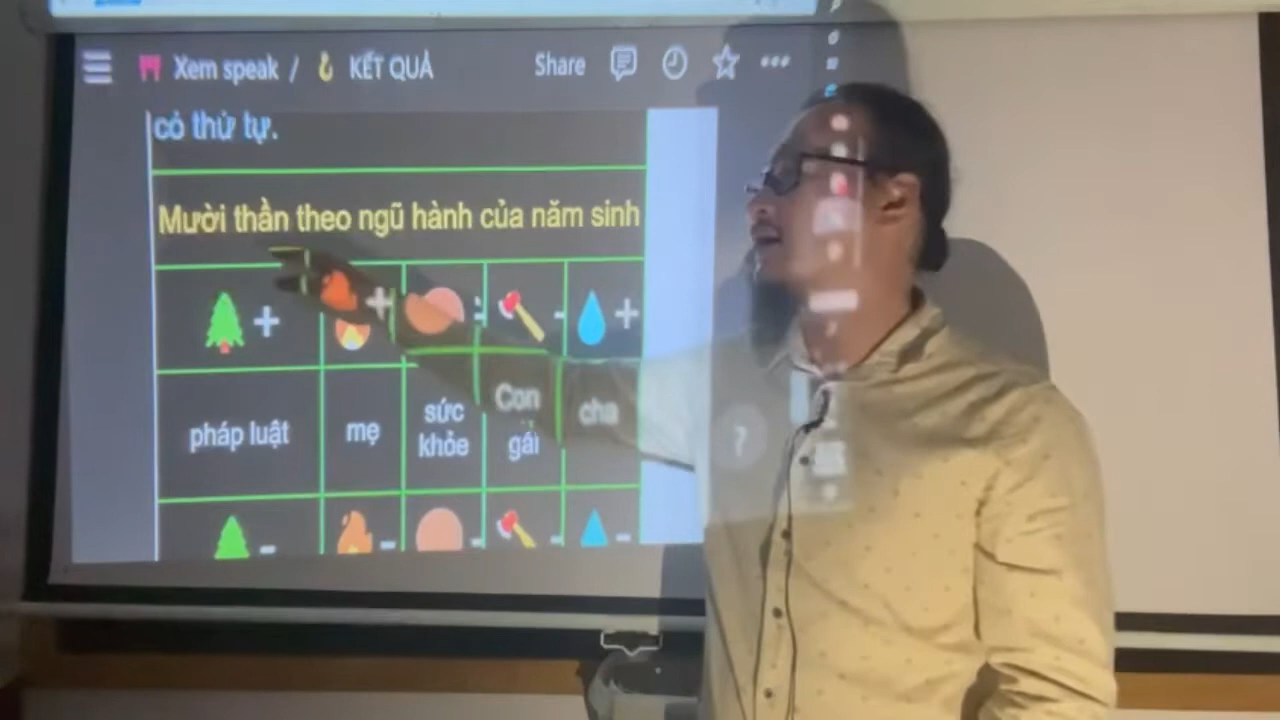 Xem speak / KẾT QUẢ Share
có thứ tự.
Mười thần theo ngũ hành của năm sinh
+ + + +
pháp luật mẹ sức khỏe Con gái cha
- - - - -